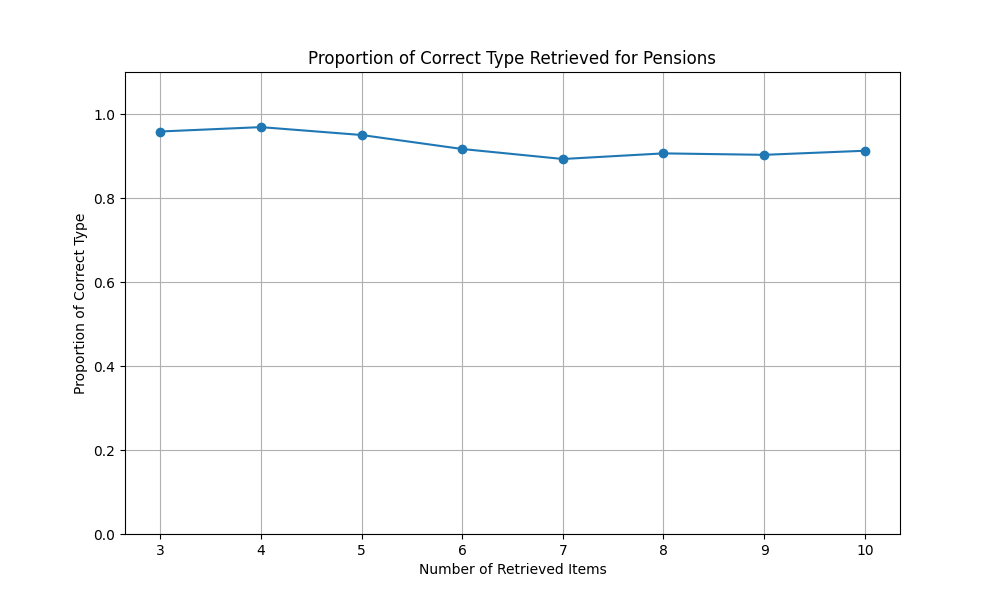 Proportion of Correct Type Retrieved for Pensions
1.0
0.8
0.6
0.4
0.2
0.0
Proportion of Correct Type
3 4 5 6 7 8 9 10
Number of Retrieved Items